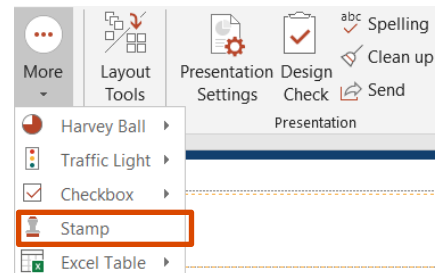 abc Spelling
Clean up
More Layout Tools Presentation Settings Design Check Send
Presentation
Harvey Ball
Traffic Light
Checkbox
Stamp
Excel Table